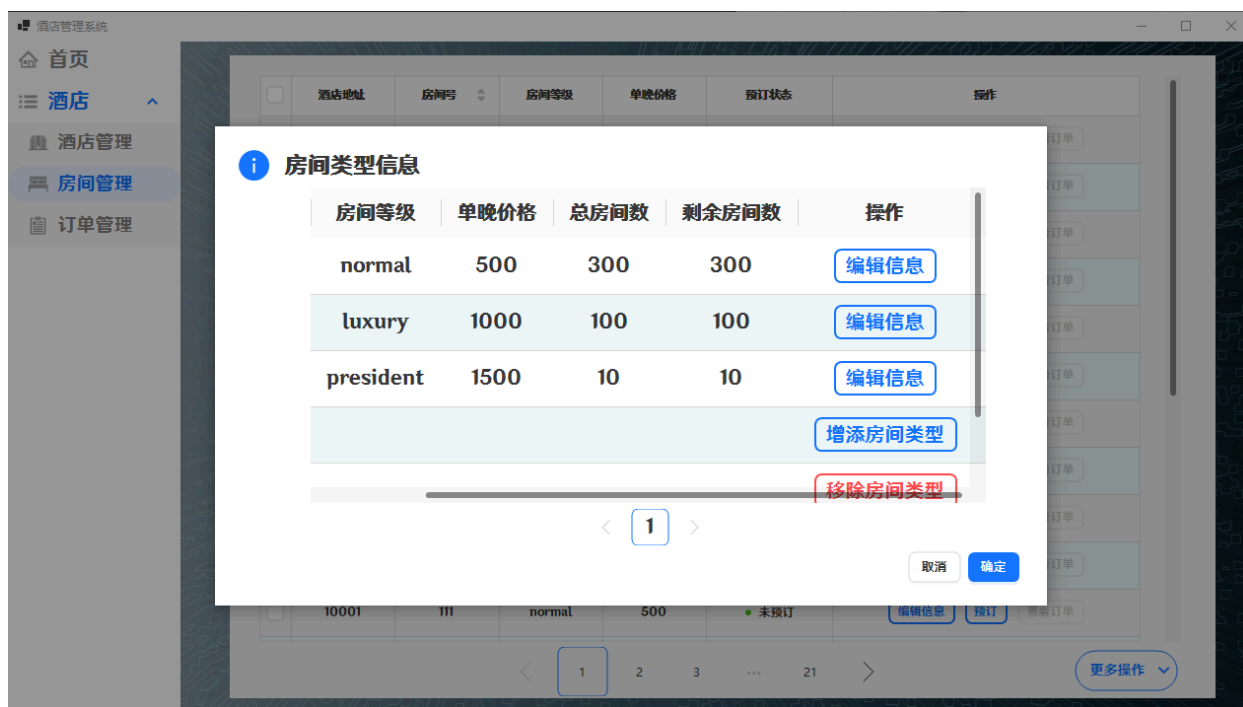 酒店管理系统
首页
酒店
酒店管理
房间管理
订单管理
酒店地址 房间号 房间等级 单晚价格 预订状态 操作
房间类型信息
房间等级 单晚价格 总房间数 剩余房间数 操作
normal 500 300 300 编辑信息
luxury 1000 100 100 编辑信息
president 1500 10 10 编辑信息
增添房间类型
移除房间类型
1
取消 确定
10001 111 normal 500 未预订 编辑信息 预订 查看订单
1 2 3 ··· 21
更多操作